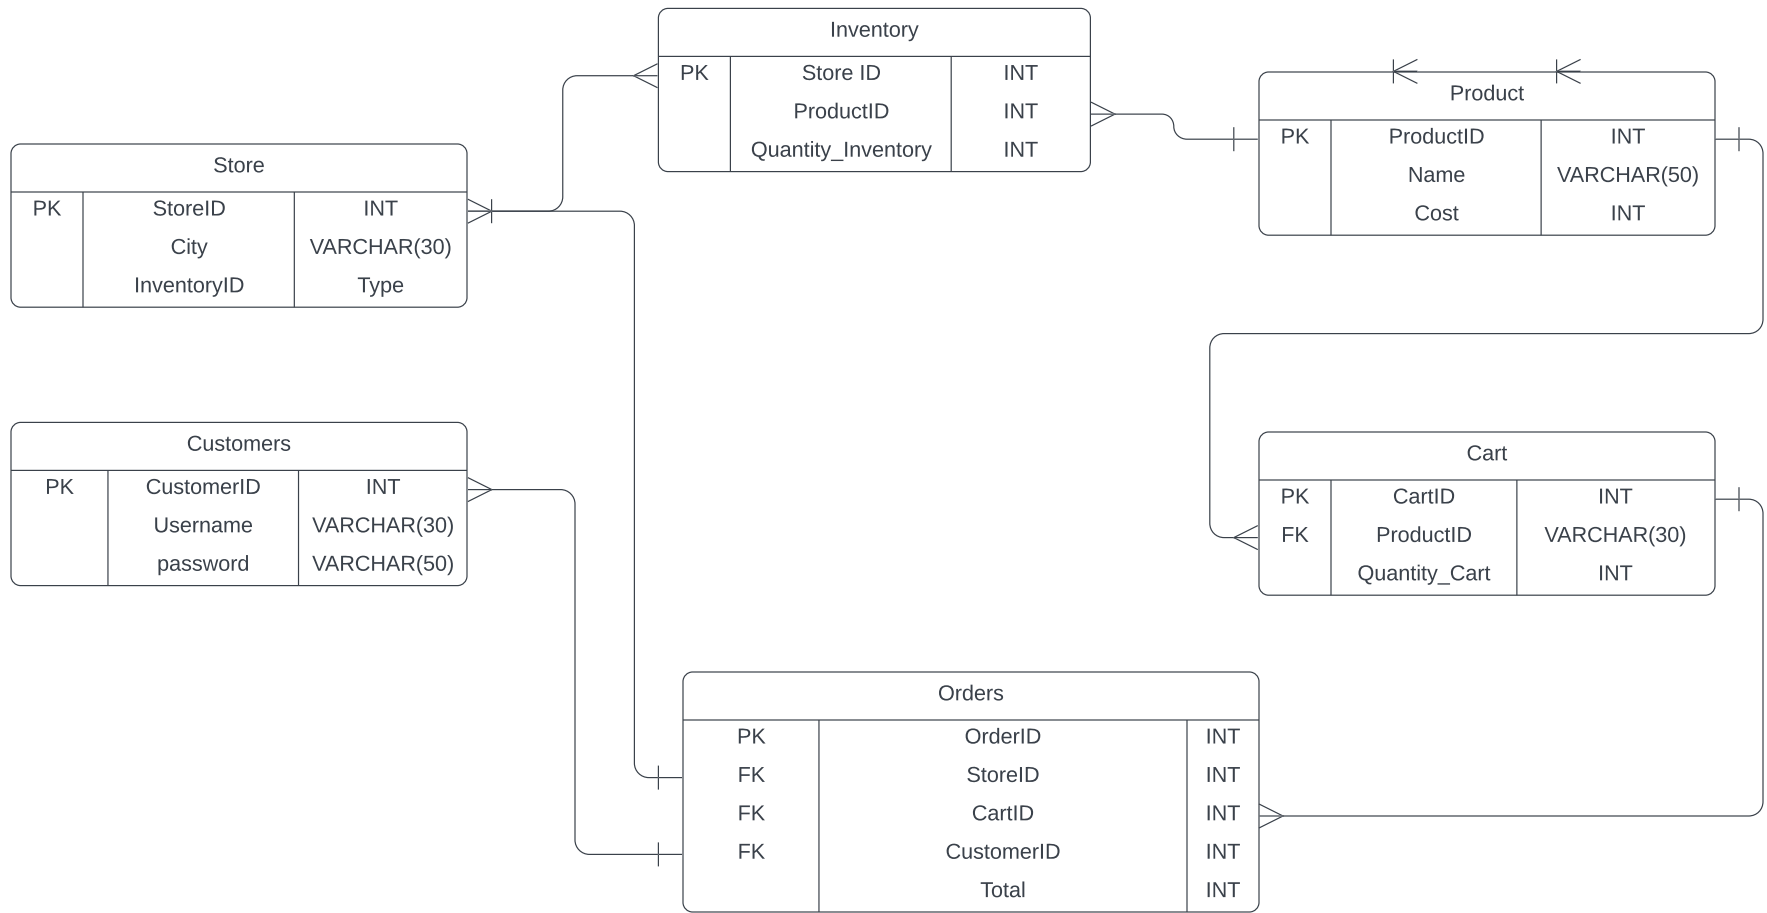 Inventory
PK Store ID INT
ProductID INT
Quantity_Inventory INT
Product
PK ProductID INT
Name VARCHAR(50)
Cost INT
Store
PK StoreID INT
City VARCHAR(30)
InventoryID Type
Customers
PK CustomerID INT
Username VARCHAR(30)
password VARCHAR(50)
Cart
PK CartID INT
FK ProductID VARCHAR(30)
Quantity_Cart INT
Orders
PK OrderID INT
FK StoreID INT
FK CartID INT
FK CustomerID INT
Total INT